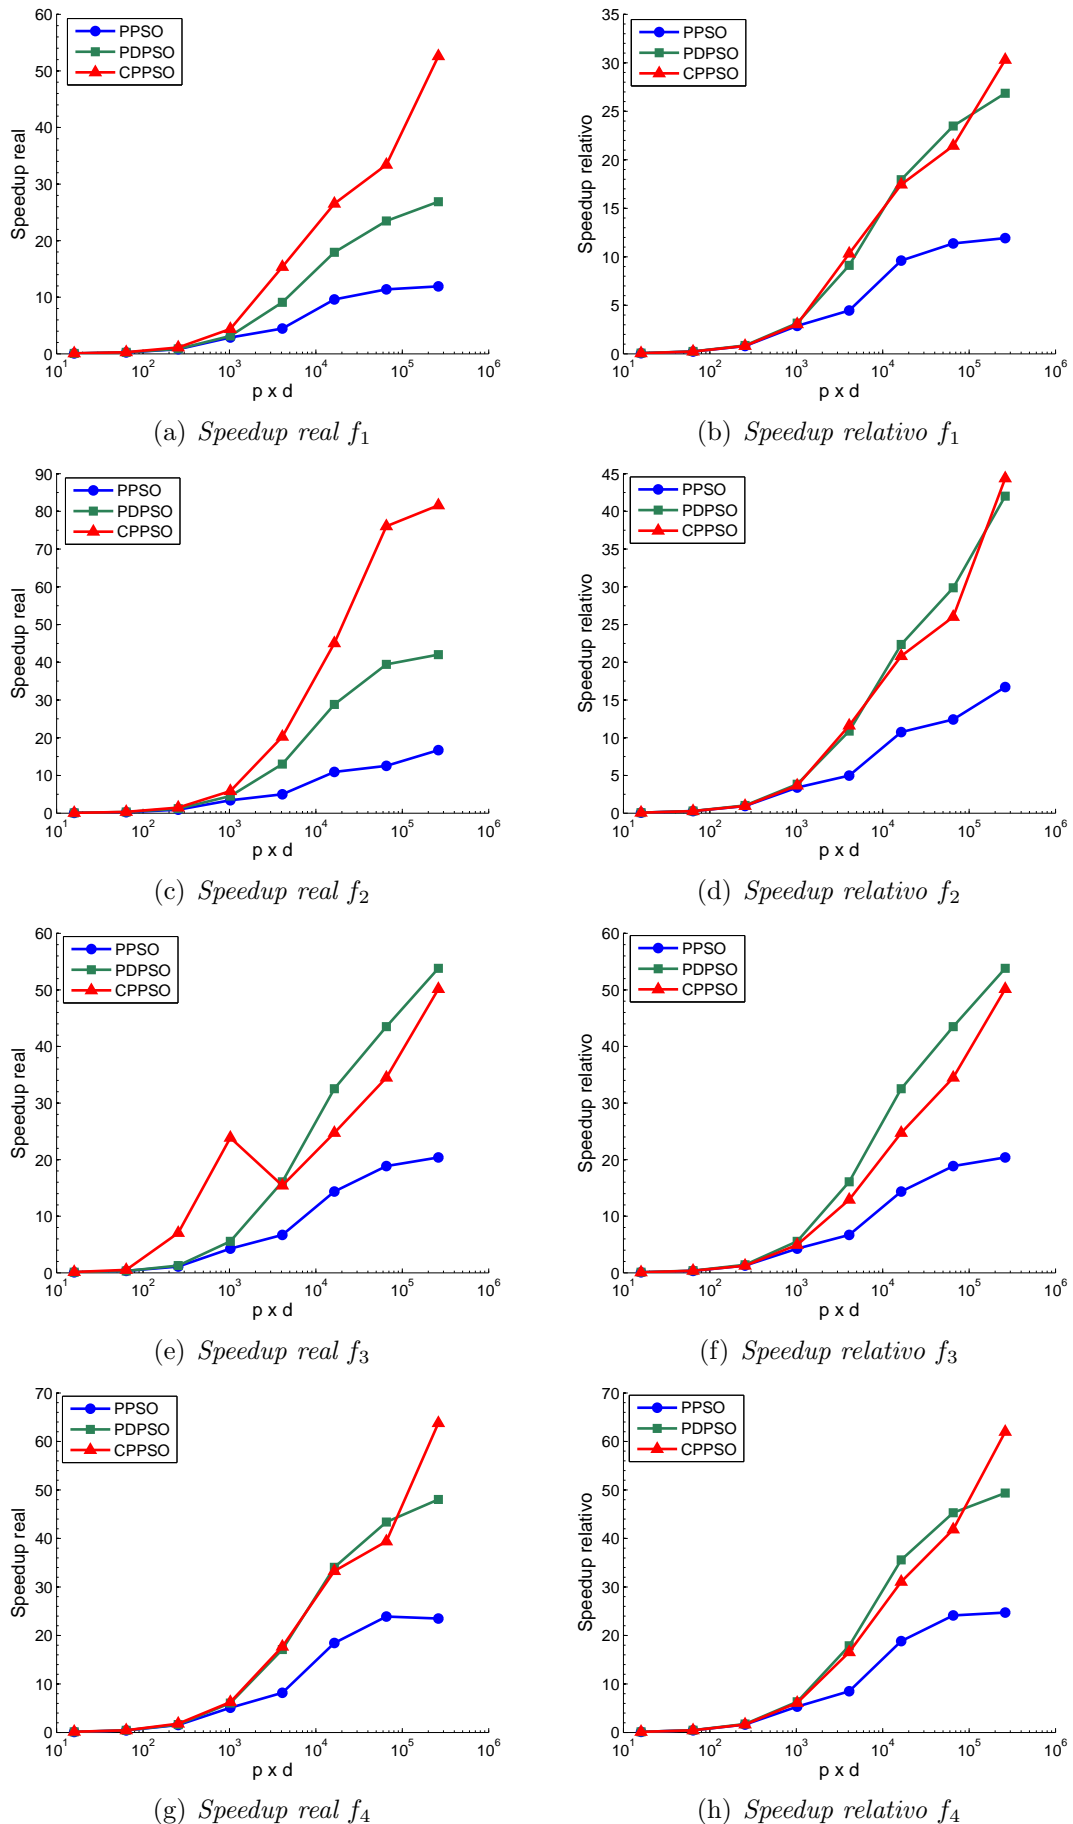 60
50
40
30
20
10
0
Speedup real
PPSO
PDPSO
CPPSO
10^1 10^2 10^3 10^4 10^5 10^6
p x d
(a) Speedup real f_1
35
30
25
20
15
10
5
0
Speedup relativo
PPSO
PDPSO
CPPSO
10^1 10^2 10^3 10^4 10^5 10^6
p x d
(b) Speedup relativo f_1
90
80
70
60
50
40
30
20
10
0
Speedup real
PPSO
PDPSO
CPPSO
10^1 10^2 10^3 10^4 10^5 10^6
p x d
(c) Speedup real f_2
45
40
35
30
25
20
15
10
5
0
Speedup relativo
PPSO
PDPSO
CPPSO
10^1 10^2 10^3 10^4 10^5 10^6
p x d
(d) Speedup relativo f_2
60
50
40
30
20
10
0
Speedup real
PPSO
PDPSO
CPPSO
10^1 10^2 10^3 10^4 10^5 10^6
p x d
(e) Speedup real f_3
60
50
40
30
20
10
0
Speedup relativo
PPSO
PDPSO
CPPSO
10^1 10^2 10^3 10^4 10^5 10^6
p x d
(f) Speedup relativo f_3
70
60
50
40
30
20
10
0
Speedup real
PPSO
PDPSO
CPPSO
10^1 10^2 10^3 10^4 10^5 10^6
p x d
(g) Speedup real f_4
70
60
50
40
30
20
10
0
Speedup relativo
PPSO
PDPSO
CPPSO
10^1 10^2 10^3 10^4 10^5 10^6
p x d
(h) Speedup relativo f_4